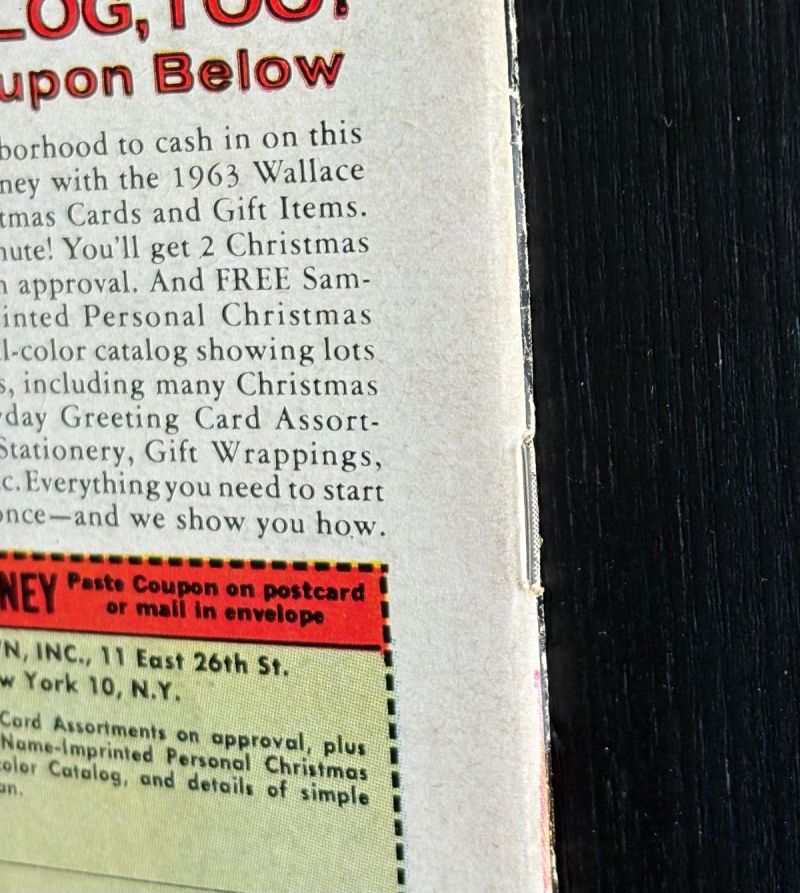 LOG, TOO!
upon Below
borhood to cash in on this
ney with the 1963 Wallace
tmas Cards and Gift Items.
nute! You'll get 2 Christmas
n approval. And FREE Sam-
inted Personal Christmas
l-color catalog showing lots
s, including many Christmas
day Greeting Card Assort-
Stationery, Gift Wrappings,
c. Everything you need to start
once—and we show you how.
NEY Paste Coupon on postcard
or mail in envelope
N, INC., 11 East 26th St.
w York 10, N.Y.
Card Assortments on approval, plus
Name-Imprinted Personal Christmas
olor Catalog, and details of simple
an.